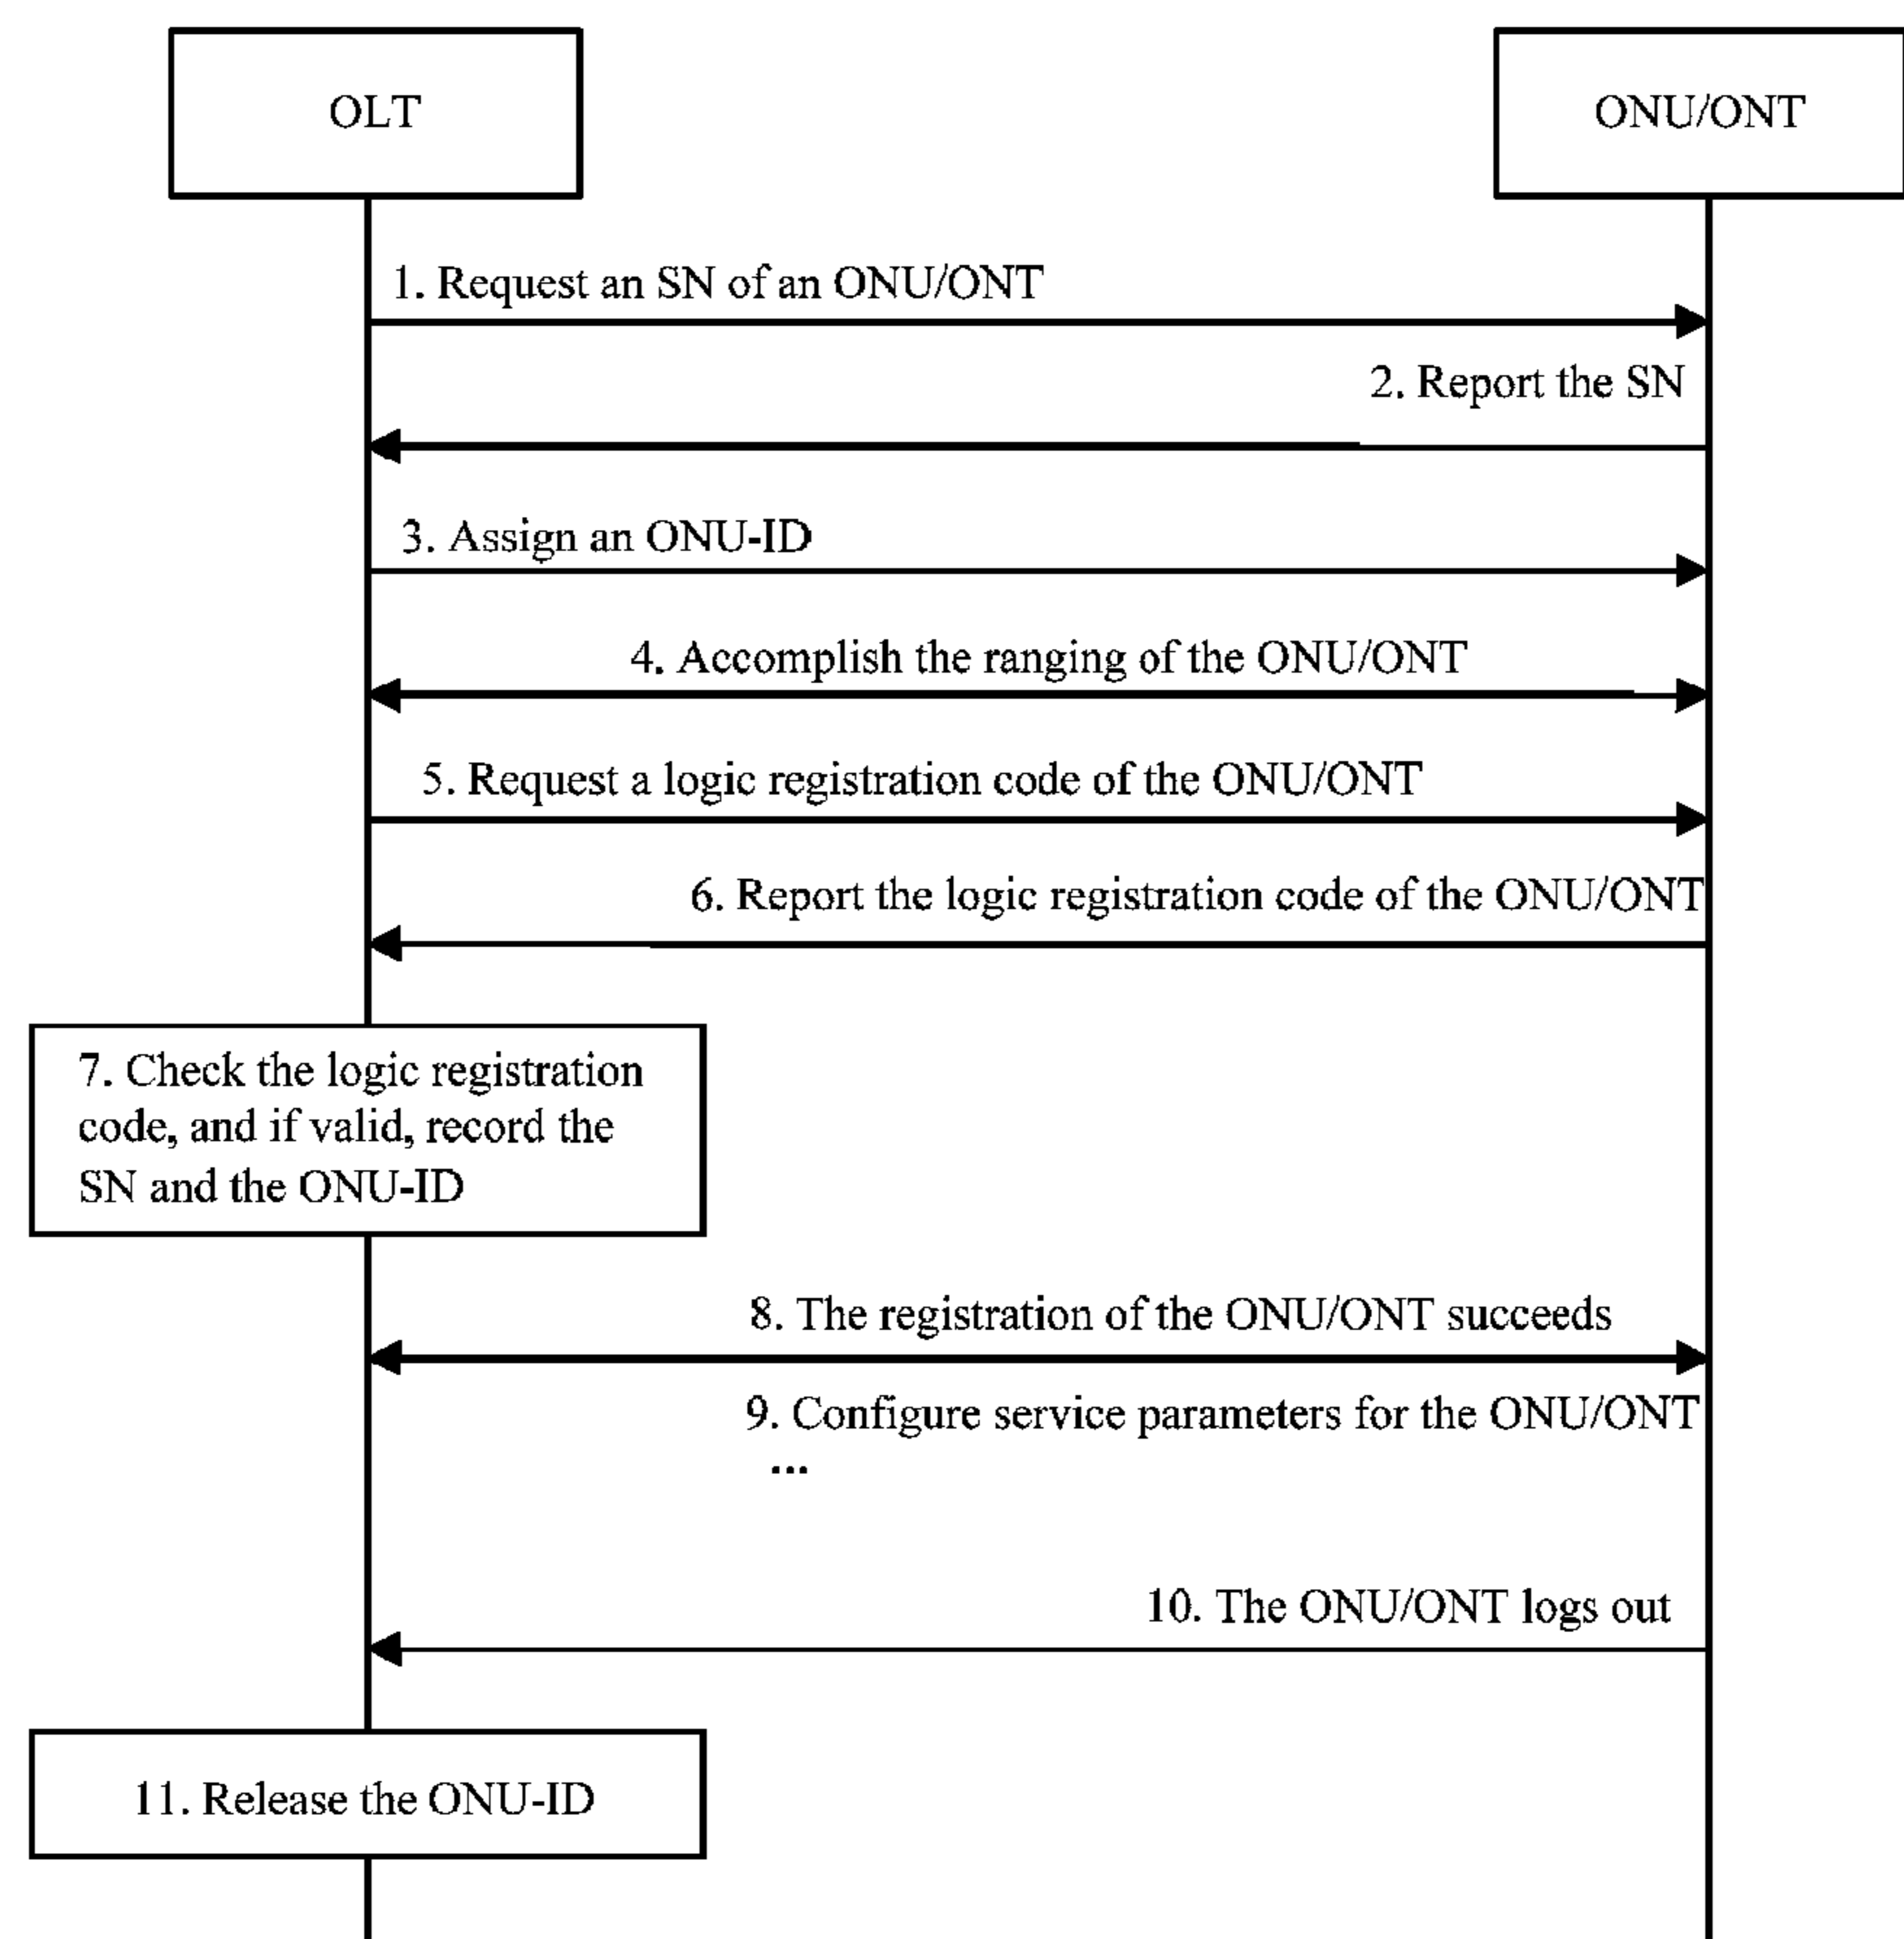 OLT
ONU/ONT
1. Request an SN of an ONU/ONT
2. Report the SN
3. Assign an ONU-ID
4. Accomplish the ranging of the ONU/ONT
5. Request a logic registration code of the ONU/ONT
6. Report the logic registration code of the ONU/ONT
7. Check the logic registration
code, and if valid, record the
SN and the ONU-ID
8. The registration of the ONU/ONT succeeds
9. Configure service parameters for the ONU/ONT
...
10. The ONU/ONT logs out
11. Release the ONU-ID